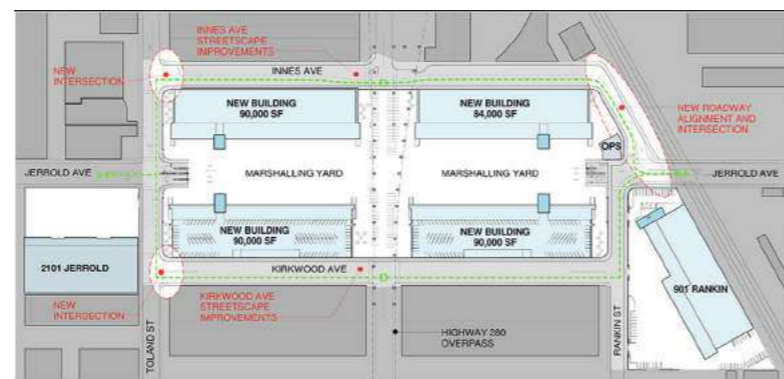 INNES AVE
STREETSCAPE
IMPROVEMENTS
NEW
INTERSECTION
INNES AVE
NEW BUILDING
90,000 SF
NEW BUILDING
84,000 SF
NEW ROADWAY
ALIGNMENT AND
INTERSECTION
OPS
JERROLD AVE
MARSHALLING YARD
MARSHALLING YARD
JERROLD AVE
NEW BUILDING
90,000 SF
NEW BUILDING
90,000 SF
2101 JERROLD
KIRKWOOD AVE
901 RANKIN
NEW
INTERSECTION
KIRKWOOD AVE
STREETSCAPE
IMPROVEMENTS
TOLAND ST
HIGHWAY 280
OVERPASS
RANKIN ST